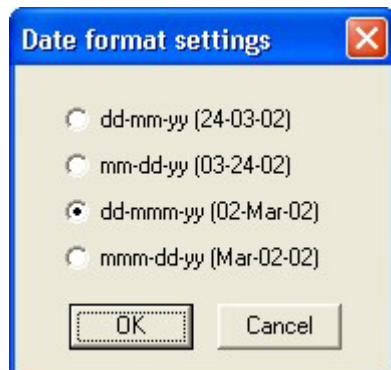 Date format settings
dd-mm-yy (24-03-02)
mm-dd-yy (03-24-02)
dd-mmm-yy (02-Mar-02)
mmm-dd-yy (Mar-02-02)
OK
Cancel